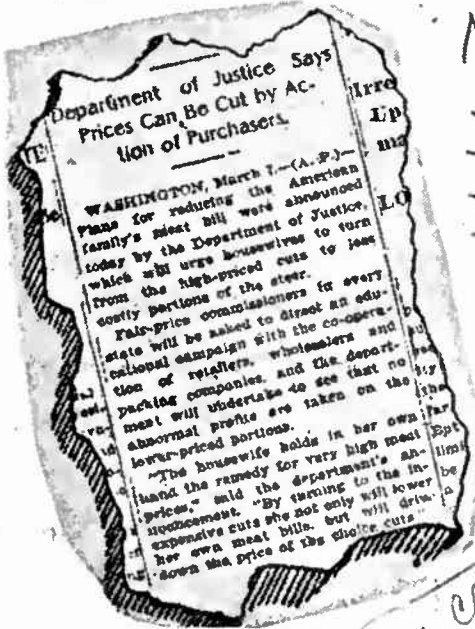 Department of Justice Says
Prices Can Be Cut by Ac-
tion of Purchasers.
WASHINGTON, March 7.—(A. P.)—
Plans for reducing the American
family's meat bill were announced
today by the Department of Justice,
which will urge housewives to turn
from the high-priced cuts to less
costly portions of the steer.
Fair-price commissioners in every
state will be asked to direct an edu-
cational campaign with the co-opera-
tion of retailers, wholesalers and
packing companies, and the depart-
ment will undertake to see that no
abnormal profits are taken on the
lower-priced portions.
"The housewife holds in her own
hand the remedy for very high meat
prices," said the department's an-
nouncement. "By turning to the in-
expensive cuts she not only will lower
her own meat bills, but will drive
down the price of the choice cuts"
Irre
Up
ma
LO